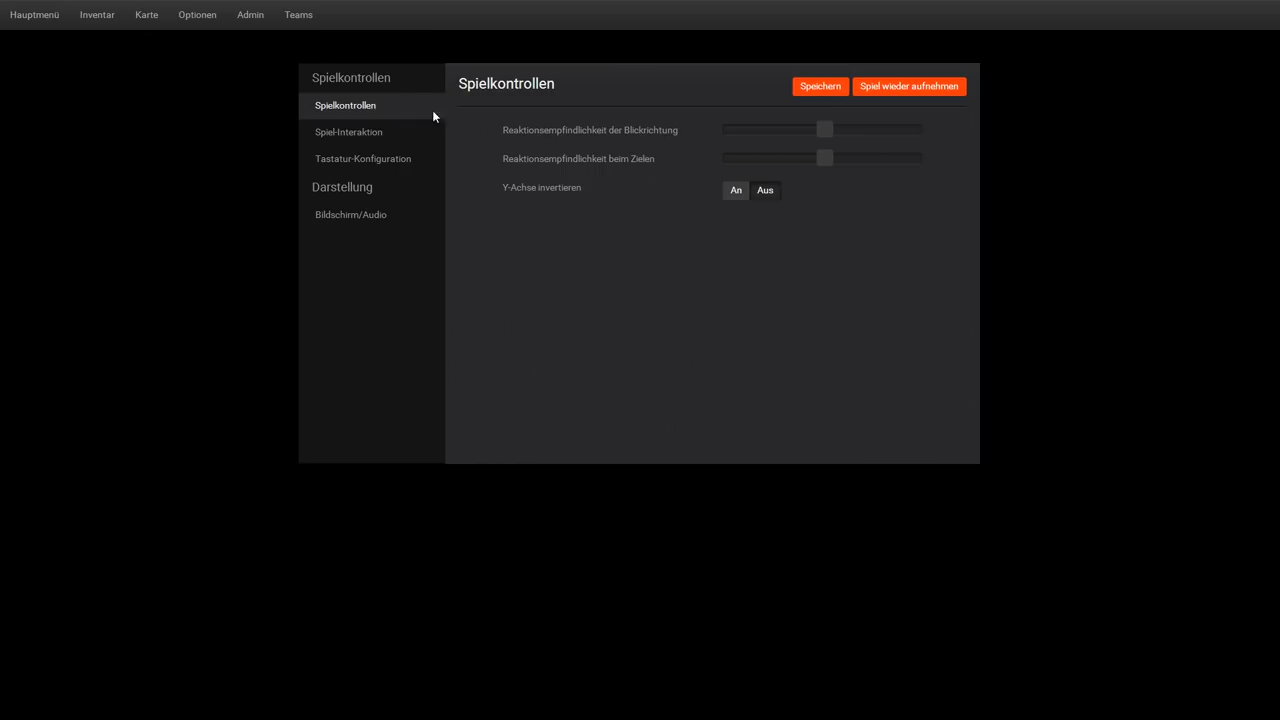 Hauptmenü Inventar Karte Optionen Admin Teams
Spielkontrollen
Spielkontrollen
Spiel-Interaktion
Tastatur-Konfiguration
Darstellung
Bildschirm/Audio
Spielkontrollen Speichern Spiel wieder aufnehmen
Reaktionsempfindlichkeit der Blickrichtung
Reaktionsempfindlichkeit beim Zielen
Y-Achse invertieren An Aus